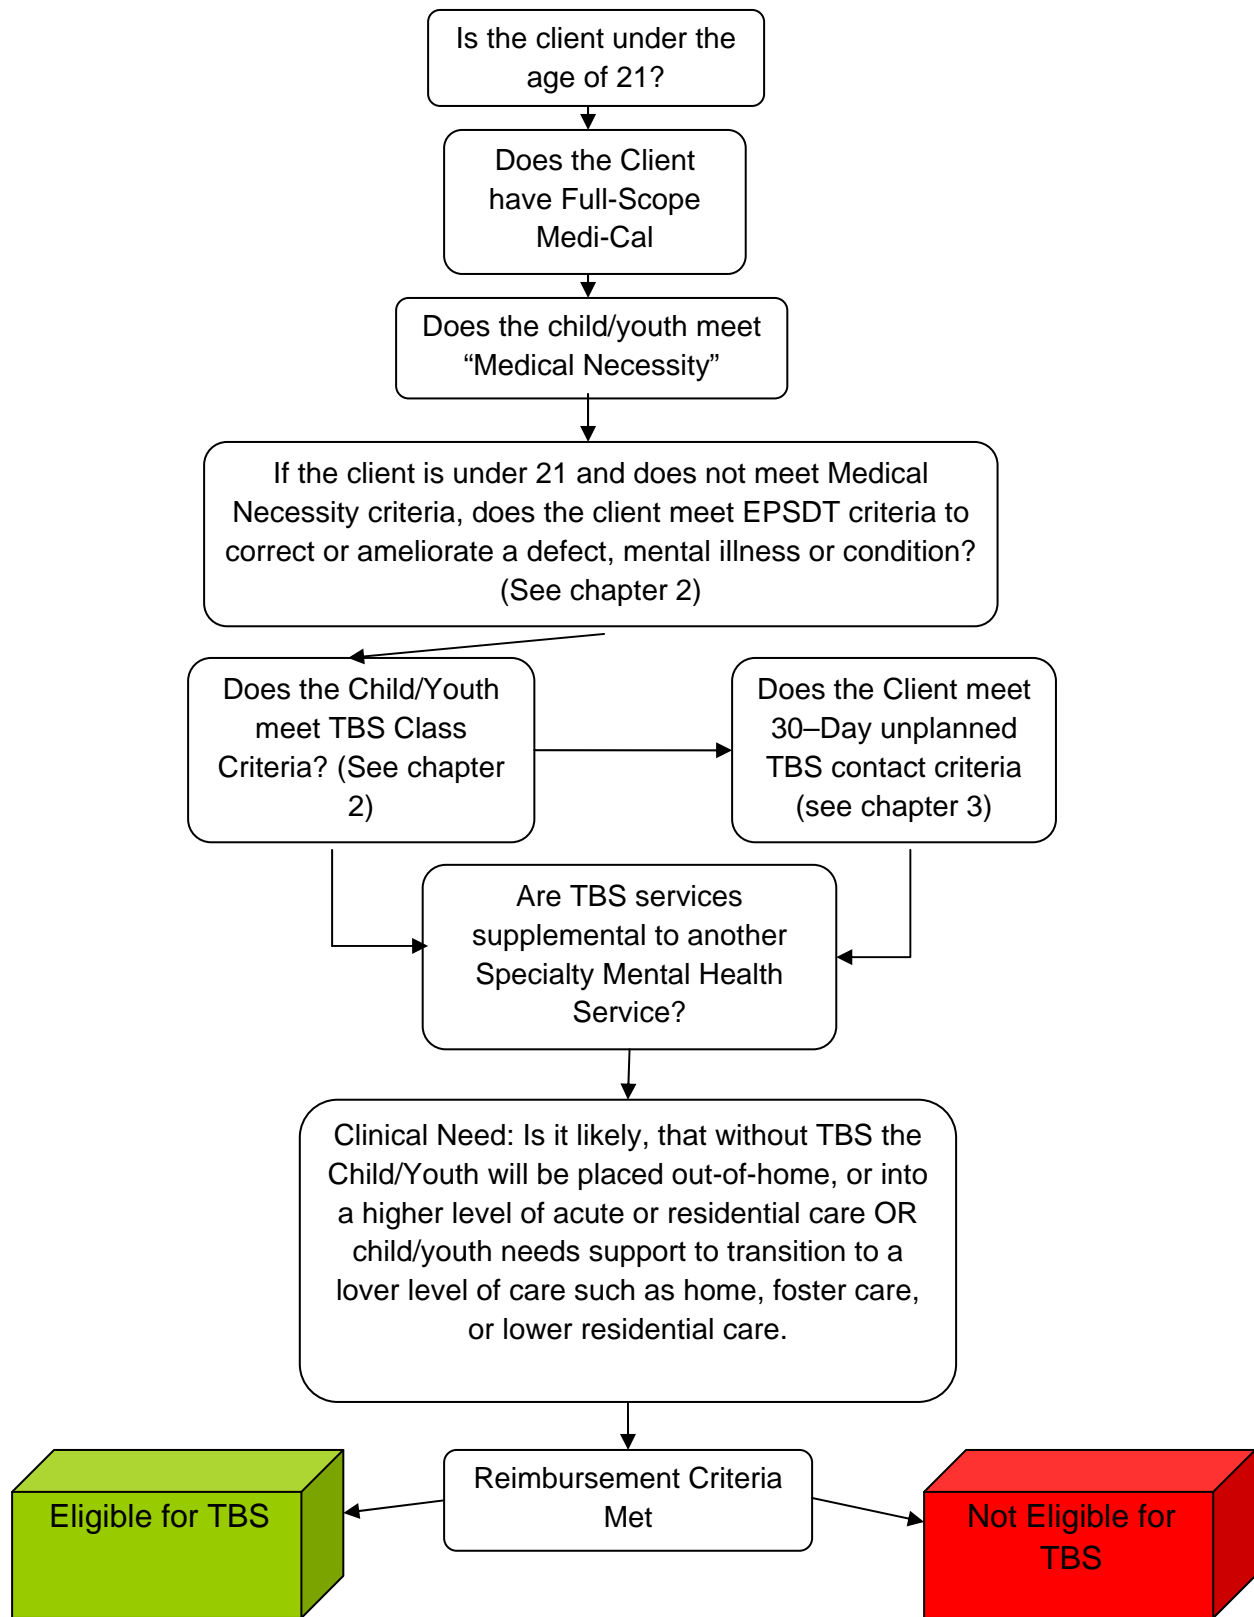 Is the client under the
age of 21?
Does the Client
have Full-Scope
Medi-Cal
Does the child/youth meet
“Medical Necessity”
If the client is under 21 and does not meet Medical
Necessity criteria, does the client meet EPSDT criteria to
correct or ameliorate a defect, mental illness or condition?
(See chapter 2)
Does the Child/Youth
meet TBS Class
Criteria? (See chapter
2)
Does the Client meet
30–Day unplanned
TBS contact criteria
(see chapter 3)
Are TBS services
supplemental to another
Specialty Mental Health
Service?
Clinical Need: Is it likely, that without TBS the
Child/Youth will be placed out-of-home, or into
a higher level of acute or residential care OR
child/youth needs support to transition to a
lover level of care such as home, foster care,
or lower residential care.
Reimbursement Criteria
Met
Eligible for TBS
Not Eligible for
TBS